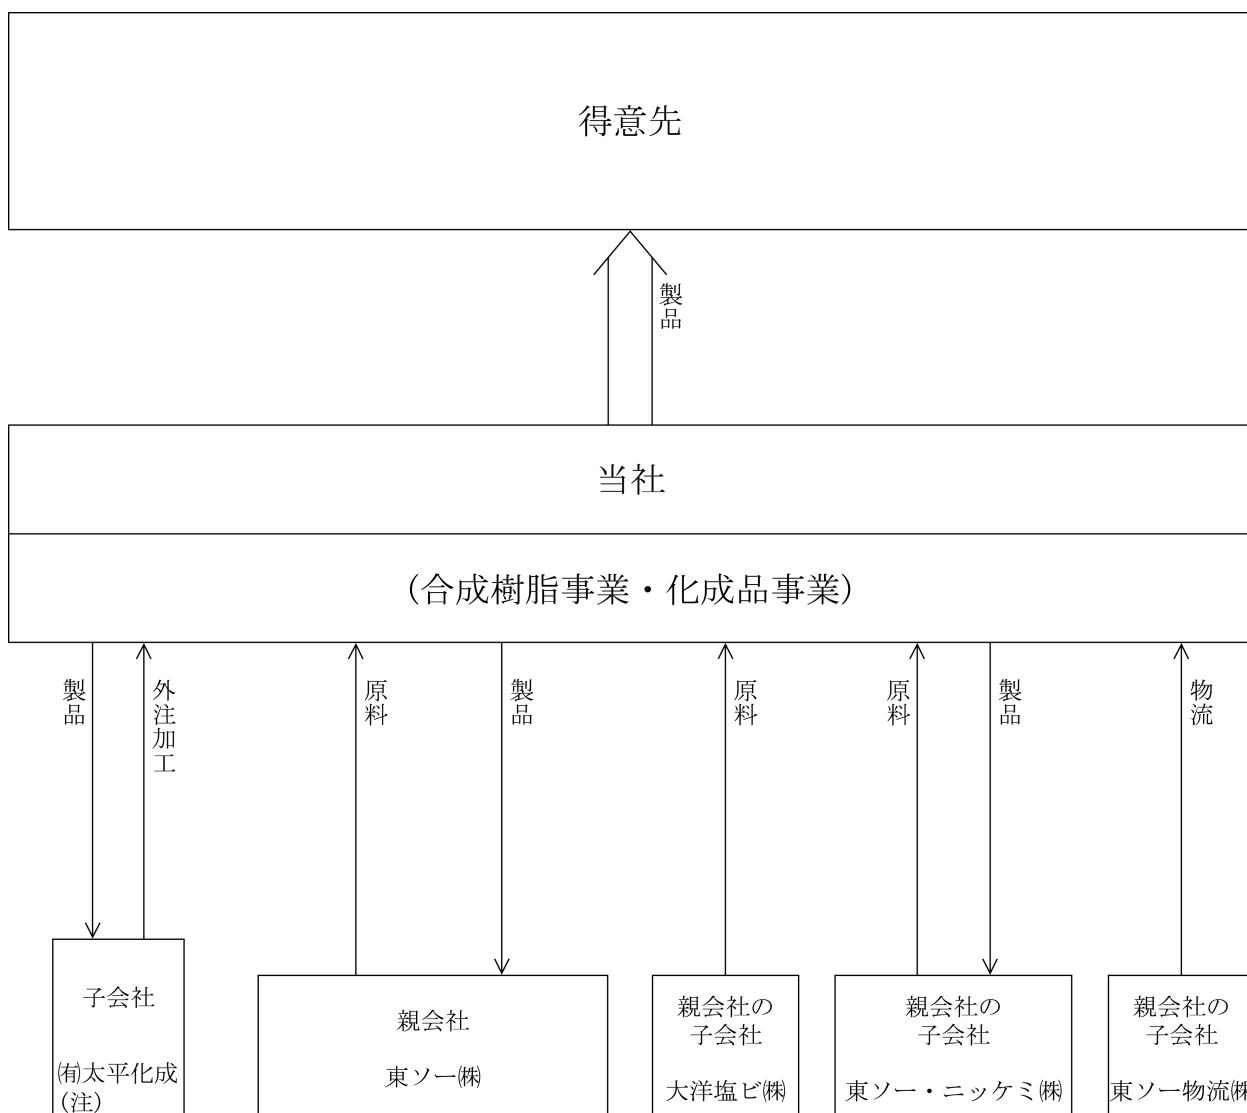 得意先
製品
当社
(合成樹脂事業・化成品事業)
製品
外注加工
原料
製品
原料
原料
製品
物流
子会社
㈲太平化成
(注)
親会社
東ソー㈱
親会社の
子会社
大洋塩ビ㈱
親会社の
子会社
東ソー・ニッケミ㈱
親会社の
子会社
東ソー物流㈱